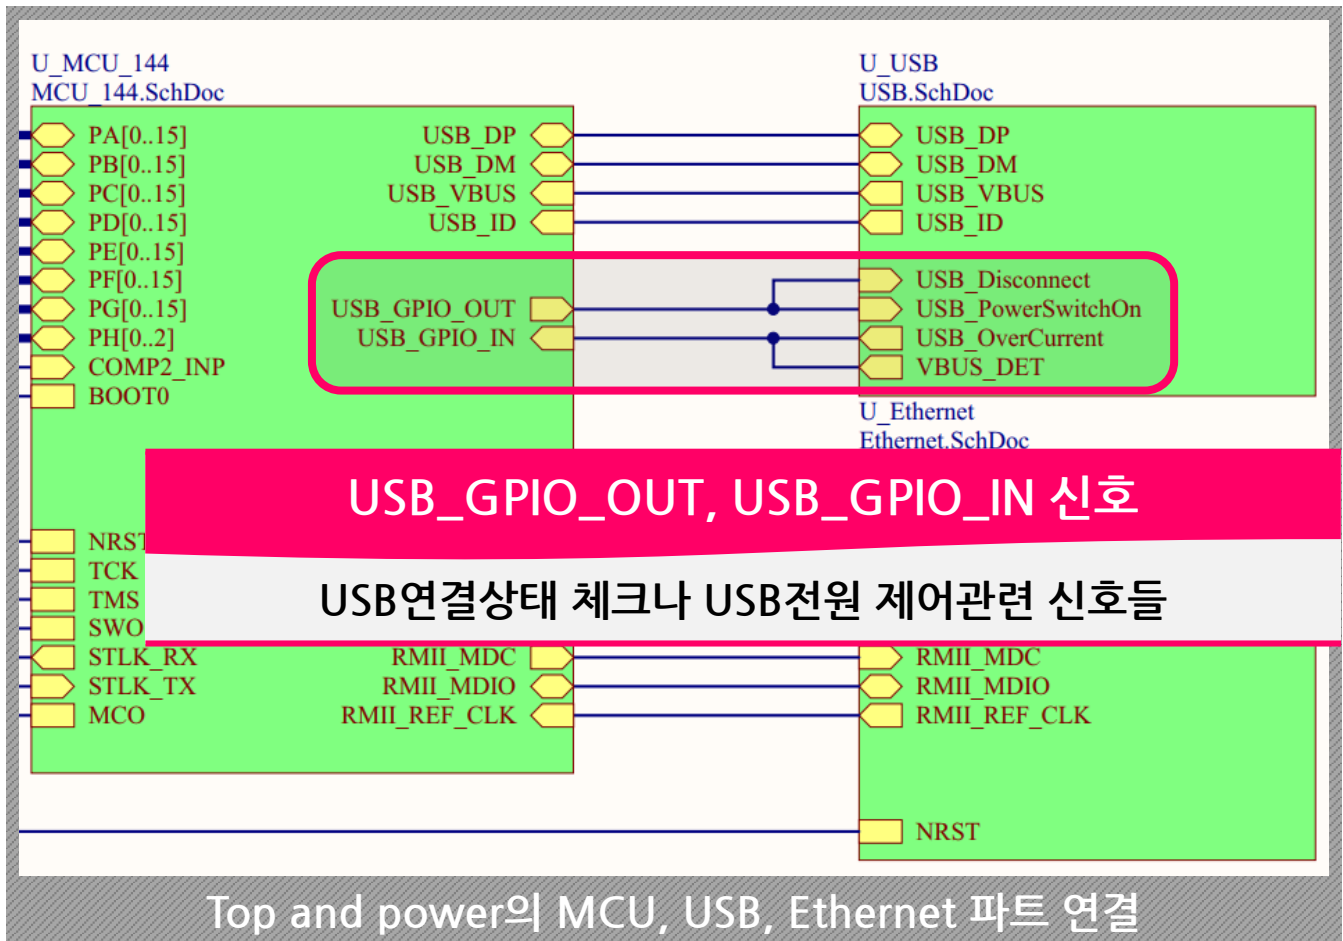 U_MCU_144
MCU_144.SchDoc
PA[0..15]
PB[0..15]
PC[0..15]
PD[0..15]
PE[0..15]
PF[0..15]
PG[0..15]
PH[0..2]
COMP2_INP
BOOT0
NRST
TCK
TMS
SWO
STLK_RX
STLK_TX
MCO
USB_DP
USB_DM
USB_VBUS
USB_ID
USB_GPIO_OUT
USB_GPIO_IN
RMII_MDC
RMII_MDIO
RMII_REF_CLK
U_USB
USB.SchDoc
USB_DP
USB_DM
USB_VBUS
USB_ID
USB_Disconnect
USB_PowerSwitchOn
USB_OverCurrent
VBUS_DET
U_Ethernet
Ethernet.SchDoc
RMII_MDC
RMII_MDIO
RMII_REF_CLK
NRST
USB_GPIO_OUT, USB_GPIO_IN 신호
USB연결상태 체크나 USB전원 제어관련 신호들
Top and power의 MCU, USB, Ethernet 파트 연결